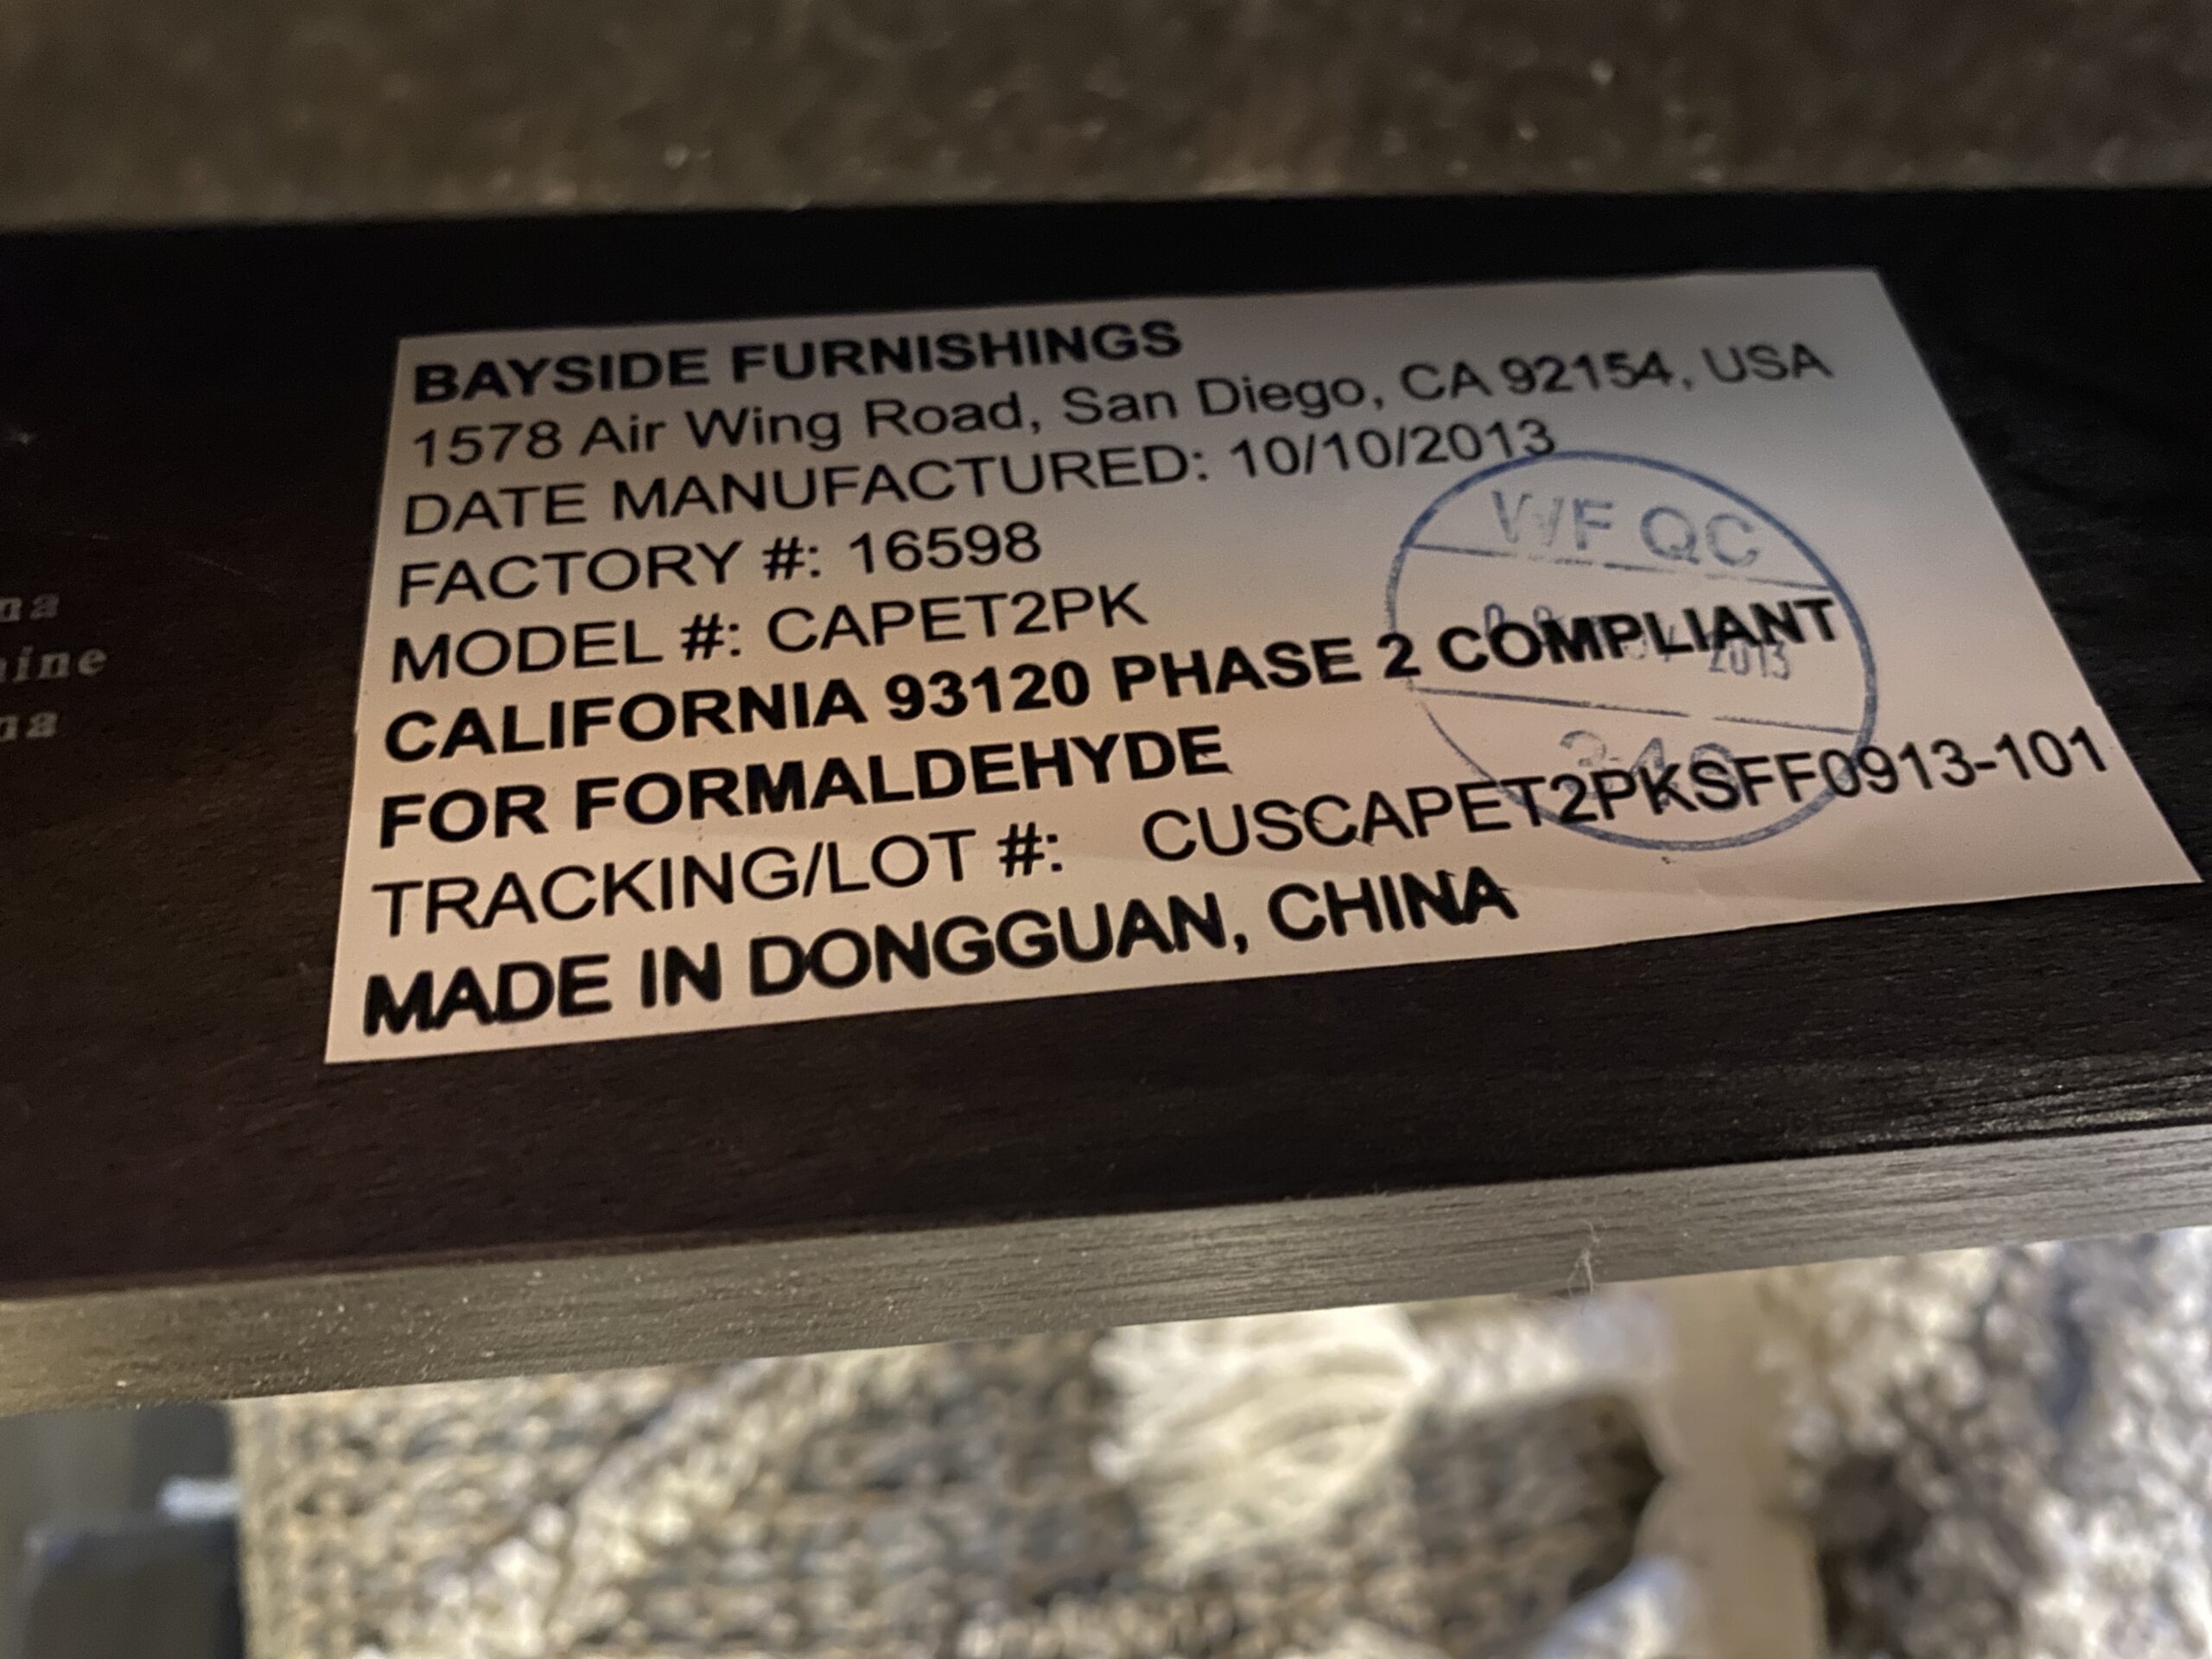 BAYSIDE FURNISHINGS
1578 Air Wing Road, San Diego, CA 92154, USA
DATE MANUFACTURED: 10/10/2013
FACTORY #: 16598
MODEL #: CAPET2PK
CALIFORNIA 93120 PHASE 2 COMPLIANT
FOR FORMALDEHYDE
TRACKING/LOT #: CUSCAPET2PKSFF0913-101
MADE IN DONGGUAN, CHINA
WF QC
2013